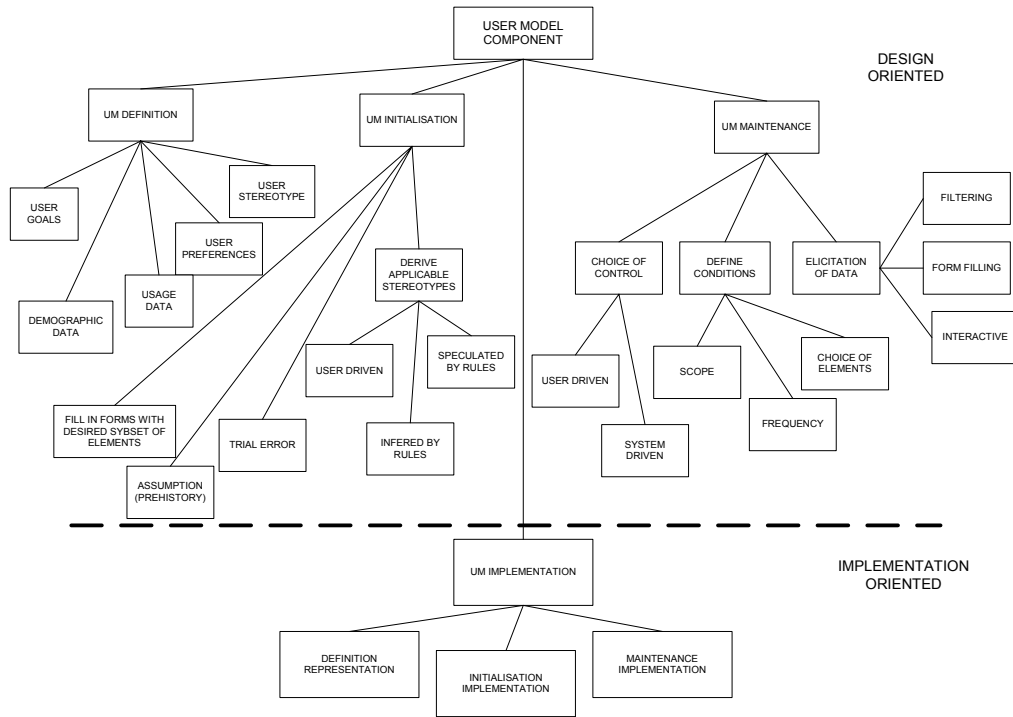 USER MODEL
COMPONENT
DESIGN
ORIENTED
UM DEFINITION
UM INITIALISATION
UM MAINTENANCE
USER
GOALS
USER
STEREOTYPE
USER
PREFERENCES
USAGE
DATA
DEMOGRAPHIC
DATA
DERIVE
APPLICABLE
STEREOTYPES
CHOICE OF
CONTROL
DEFINE
CONDITIONS
ELICITATION
OF DATA
FILTERING
FORM FILLING
INTERACTIVE
USER DRIVEN
SPECULATED
BY RULES
USER DRIVEN
SCOPE
CHOICE OF
ELEMENTS
FILL IN FORMS WITH
DESIRED SYBSET OF
ELEMENTS
TRIAL ERROR
INFERED BY
RULES
SYSTEM
DRIVEN
FREQUENCY
ASSUMPTION
(PREHISTORY)
UM IMPLEMENTATION
IMPLEMENTATION
ORIENTED
DEFINITION
REPRESENTATION
INITIALISATION
IMPLEMENTATION
MAINTENANCE
IMPLEMENTATION